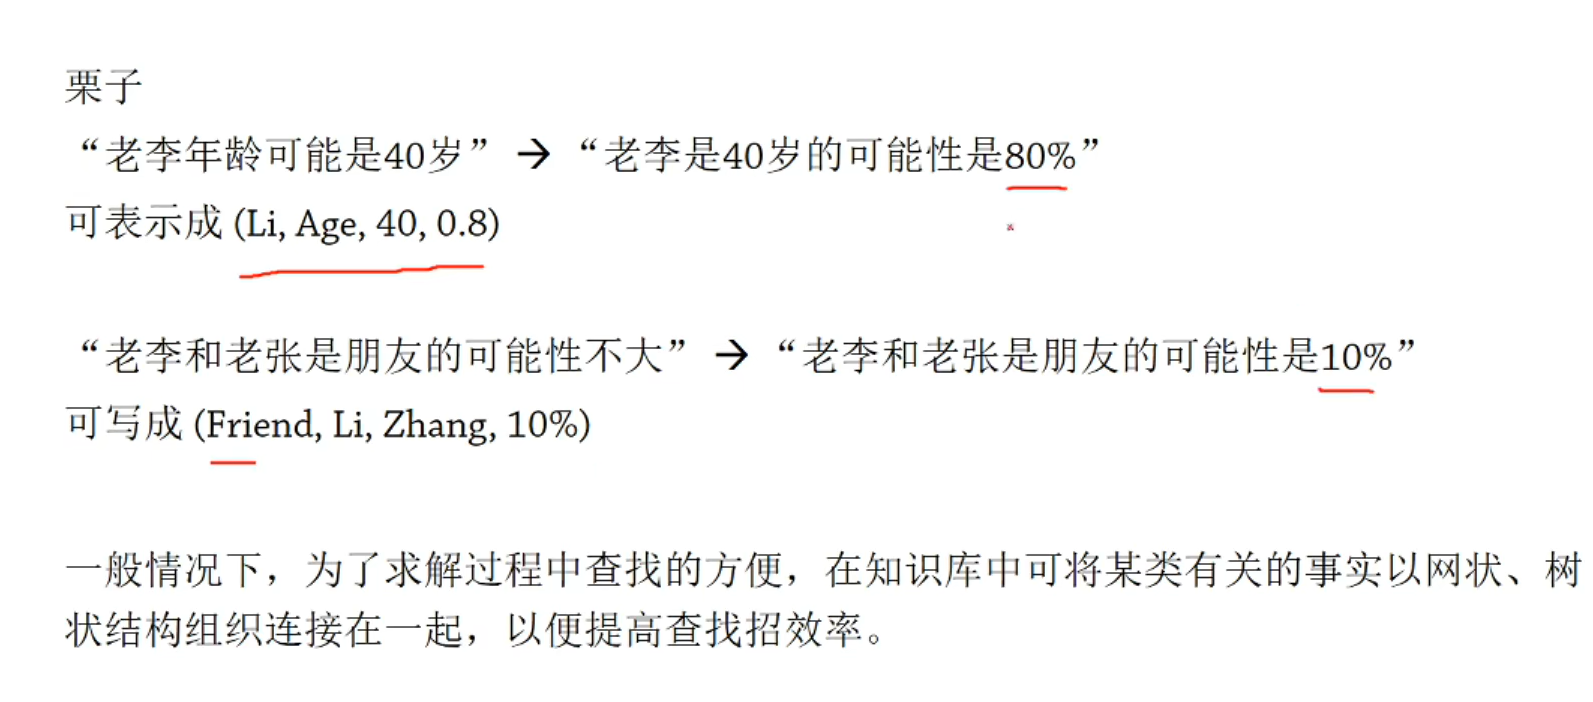 栗子
“老李年龄可能是40岁” → “老李是40岁的可能性是80%”
可表示成 (Li, Age, 40, 0.8)
“老李和老张是朋友的可能性不大” → “老李和老张是朋友的可能性是10%”
可写成 (Friend, Li, Zhang, 10%)
一般情况下，为了求解过程中查找的方便，在知识库中可将某类有关的事实以网状、树
状结构组织连接在一起，以便提高查找招效率。